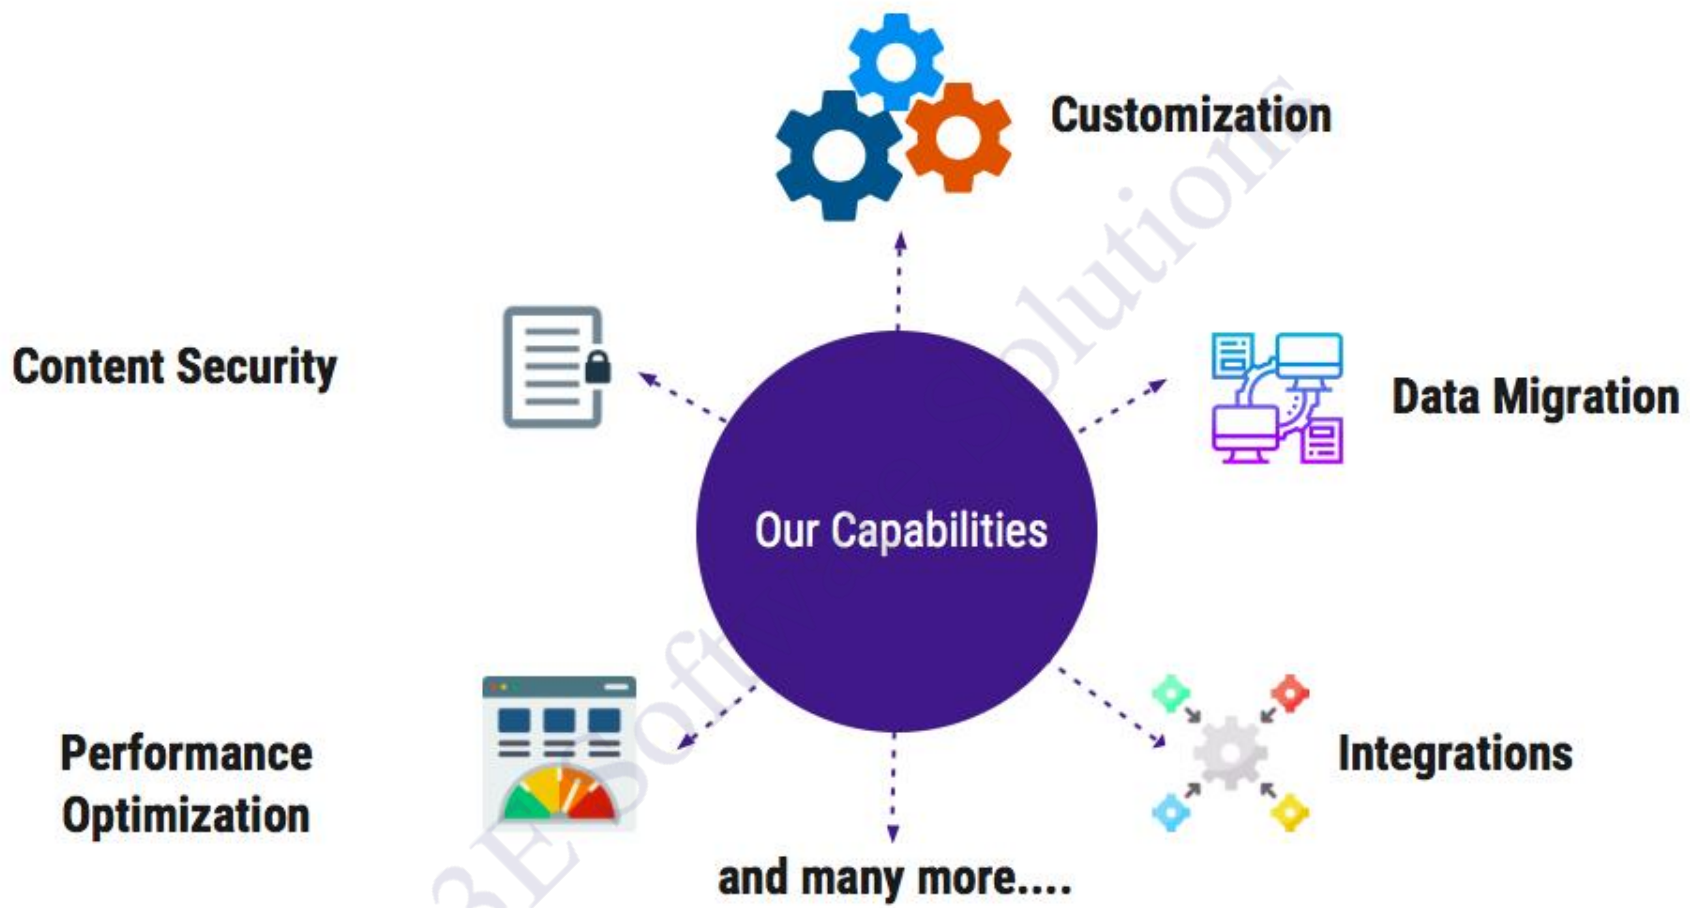 Customization
Content Security
Data Migration
Our Capabilities
Performance
Optimization
Integrations
and many more....